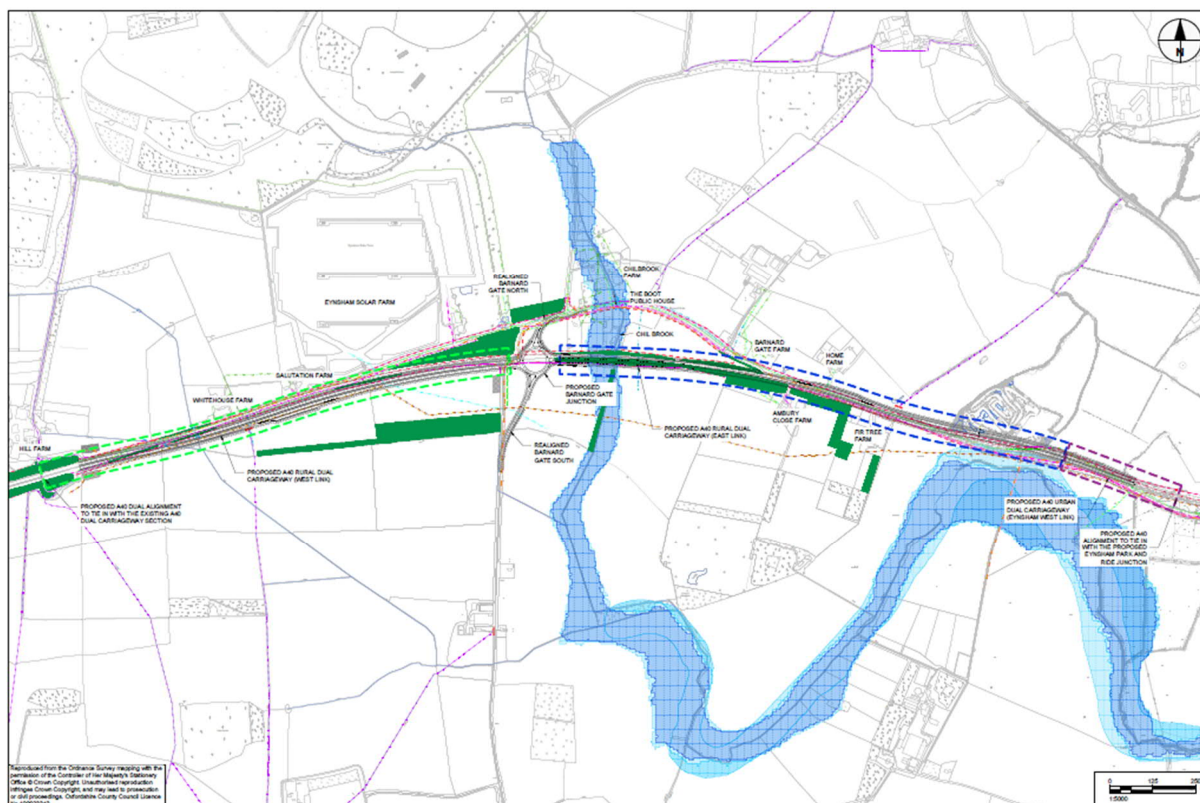 N
REALIGNED
BARNARD
GATE NORTH
CHILBROOK
FARM
THE BOOT
PUBLIC HOUSE
EYNSHAM SOLAR FARM
CHIL BROOK
BARNARD
GATE FARM
HOME
FARM
SALUTATION FARM
WHITEHOUSE FARM
PROPOSED
BARNARD GATE
JUNCTION
AMBURY
CLOSE FARM
FIR TREE
FARM
HILL FARM
PROPOSED A40 RURAL DUAL
CARRIAGEWAY (EAST LINK)
REALIGNED
BARNARD
GATE SOUTH
PROPOSED A40 RURAL DUAL
CARRIAGEWAY (WEST LINK)
PROPOSED A40 DUAL ALIGNMENT
TO TIE IN WITH THE EXISTING A40
DUAL CARRIAGEWAY SECTION
PROPOSED A40 URBAN
DUAL CARRIAGEWAY
(EYNSHAM WEST LINK)
PROPOSED A40
ALIGNMENT TO TIE IN
WITH THE PROPOSED
EYNSHAM PARK AND
RIDE JUNCTION
Reproduced from the Ordnance Survey mapping with the
permission of the Controller of Her Majesty's Stationery
Office © Crown Copyright. Unauthorised reproduction
infringes Crown Copyright, and may lead to prosecution
or civil proceedings. Oxfordshire County Council Licence
0 125 250
1:5000